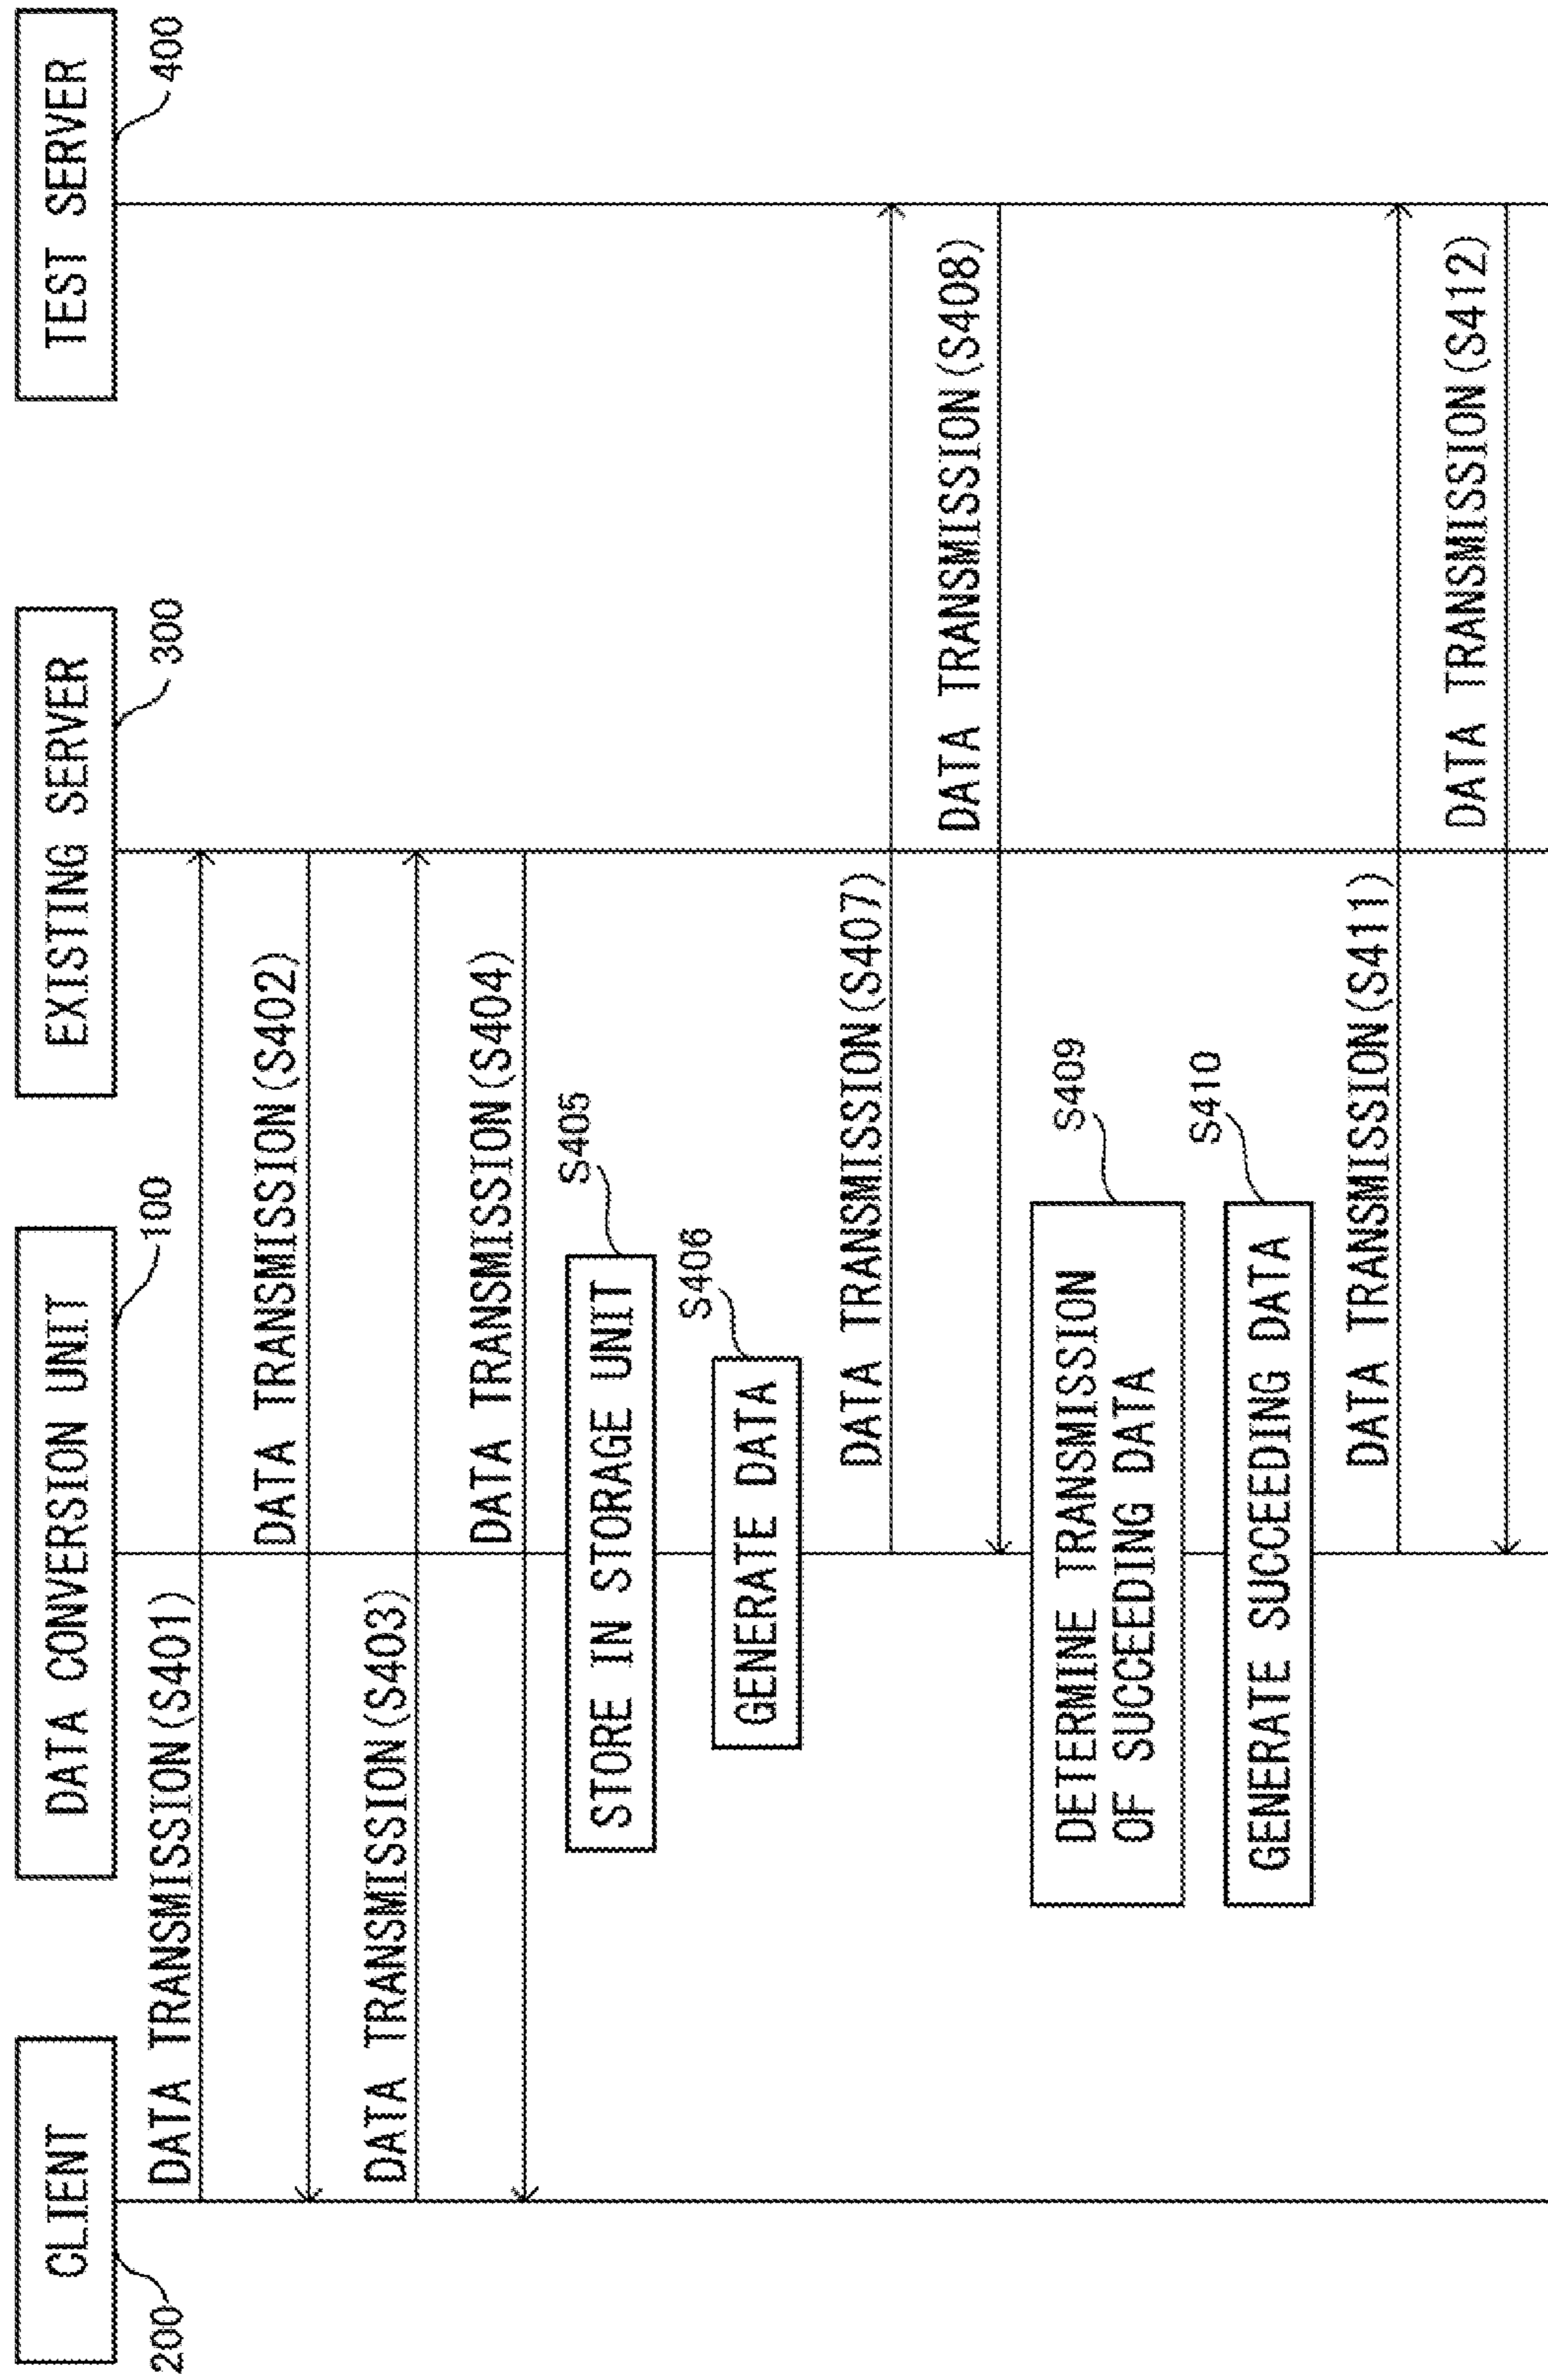 CLIENT
200
DATA CONVERSION UNIT
100
EXISTING SERVER
300
TEST SERVER
400
DATA TRANSMISSION(S401)
DATA TRANSMISSION(S402)
DATA TRANSMISSION(S403)
DATA TRANSMISSION(S404)
STORE IN STORAGE UNIT
S405
GENERATE DATA
S406
DATA TRANSMISSION(S407)
DATA TRANSMISSION(S408)
DETERMINE TRANSMISSION
OF SUCCEEDING DATA
S409
GENERATE SUCCEEDING DATA
S410
DATA TRANSMISSION(S411)
DATA TRANSMISSION(S412)